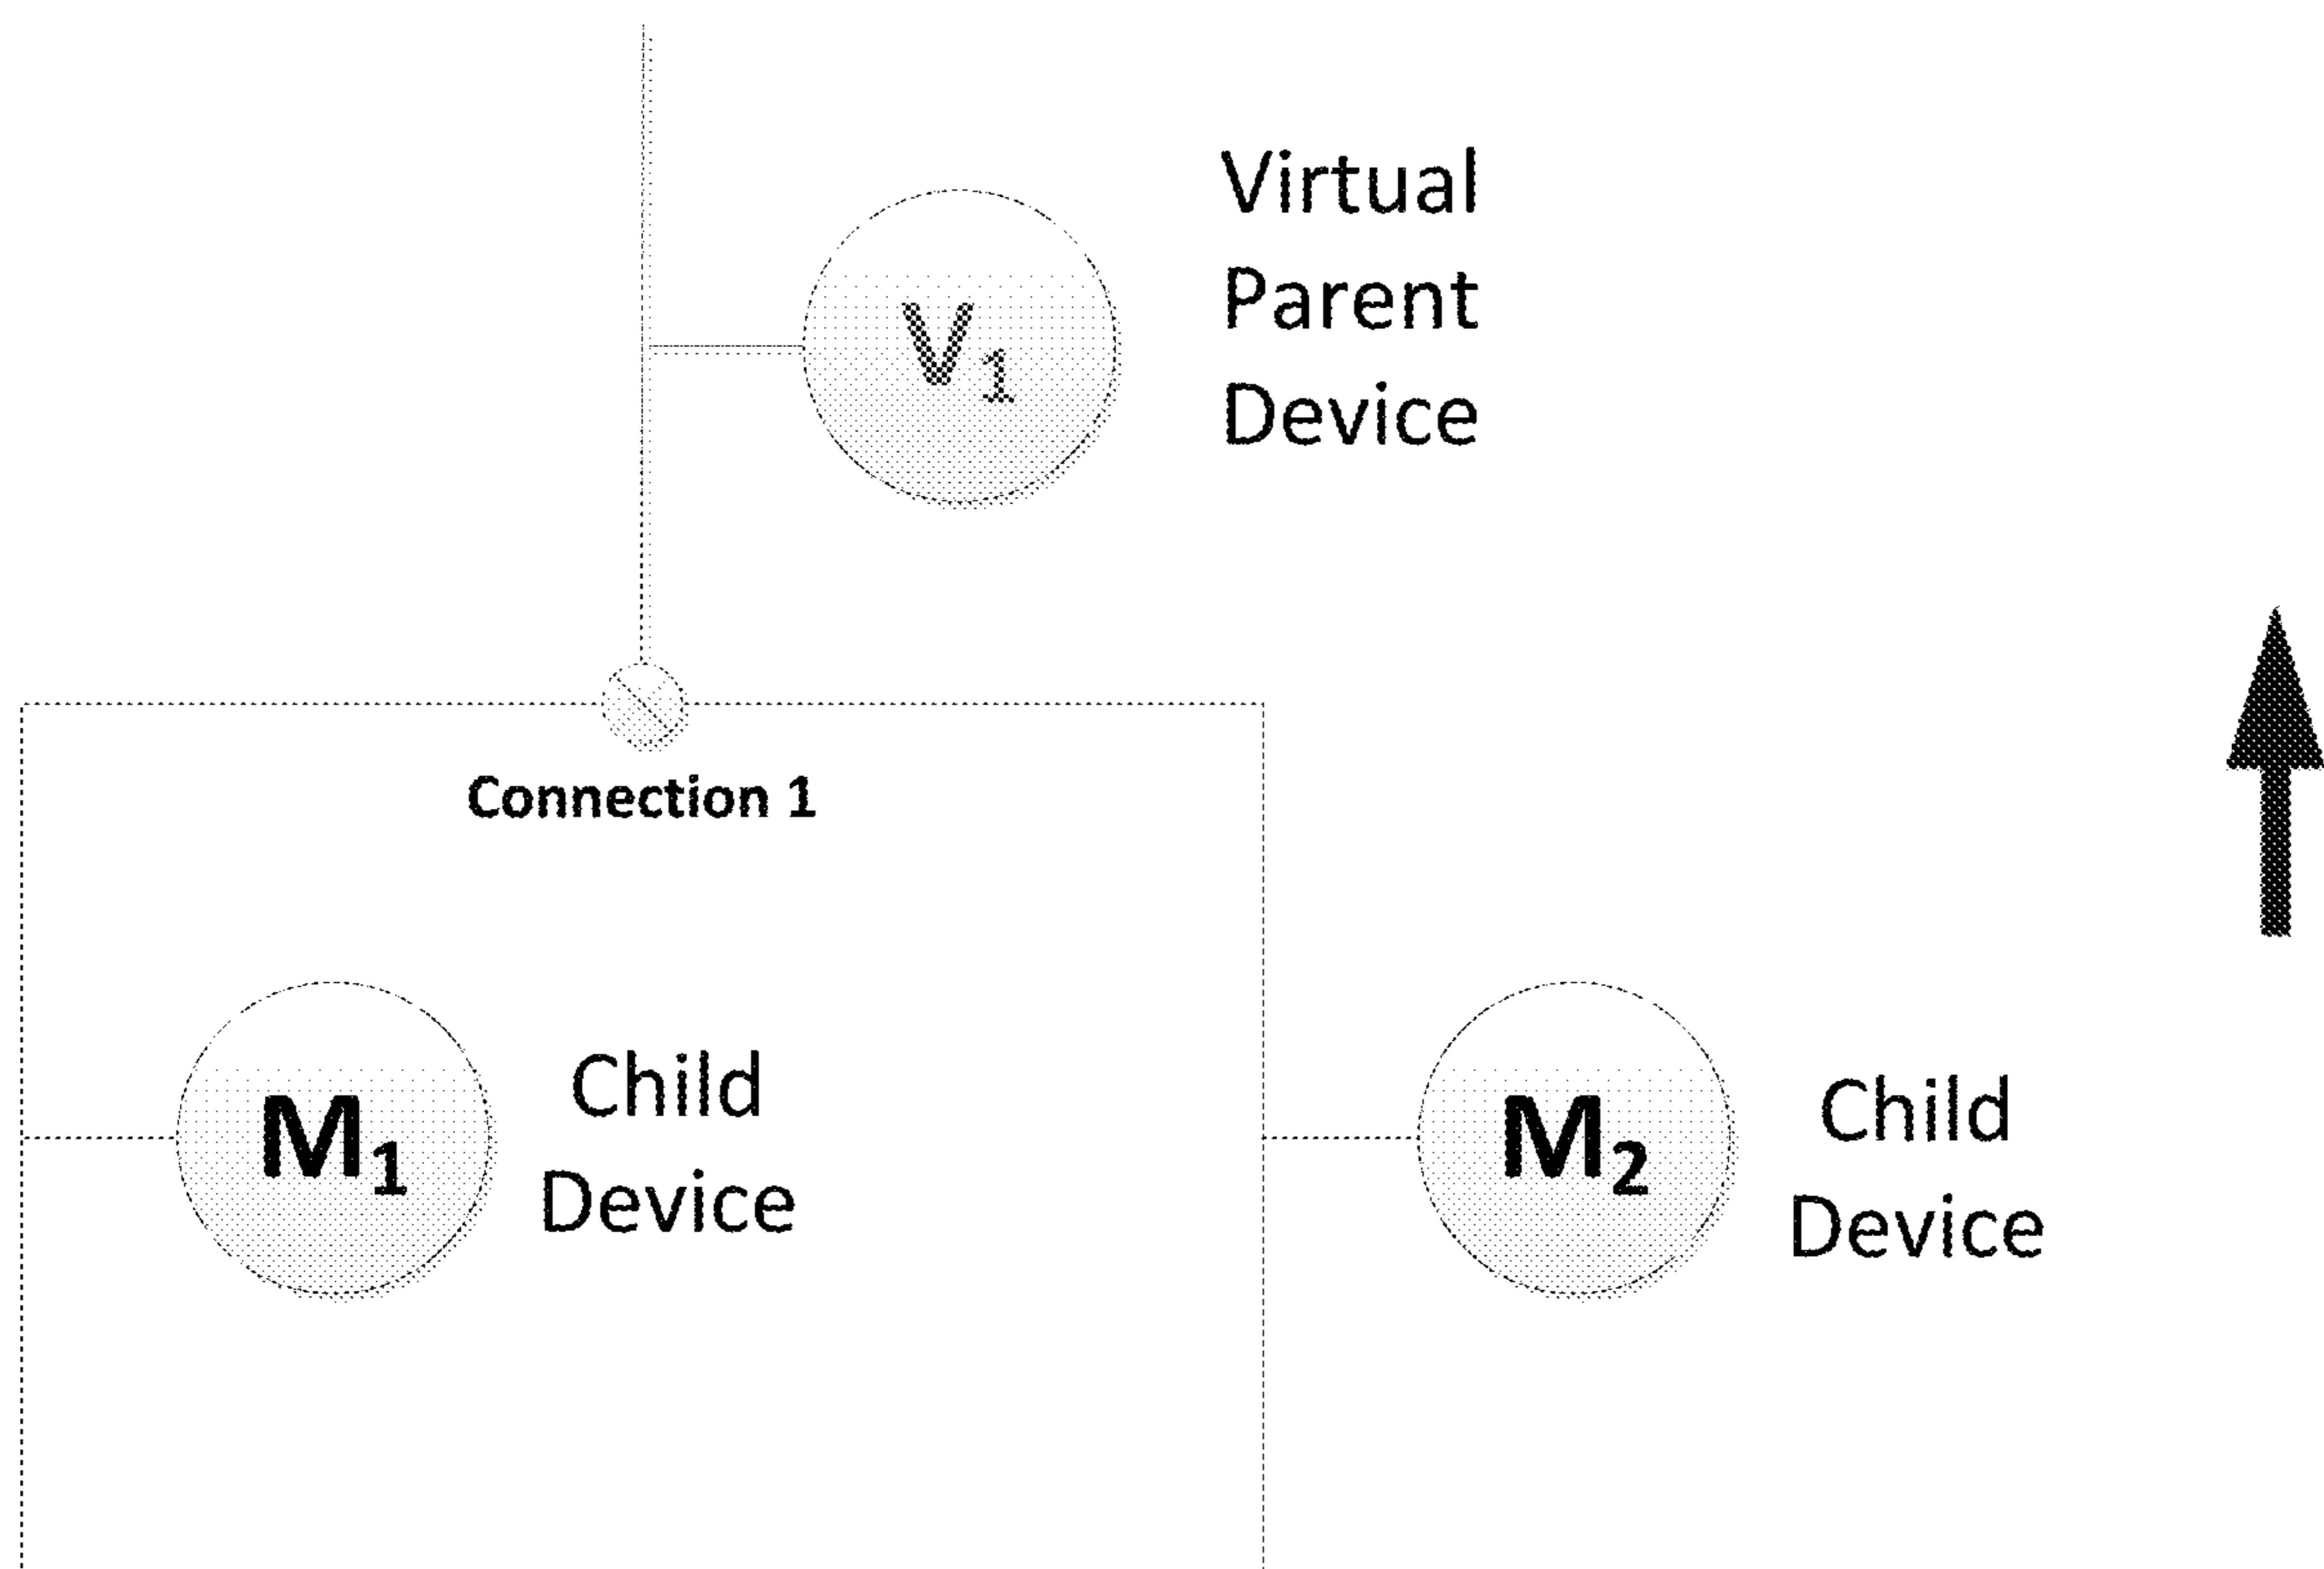 Virtual
Parent
Device
V₁
Connection 1
M₁
Child
Device
M₂
Child
Device